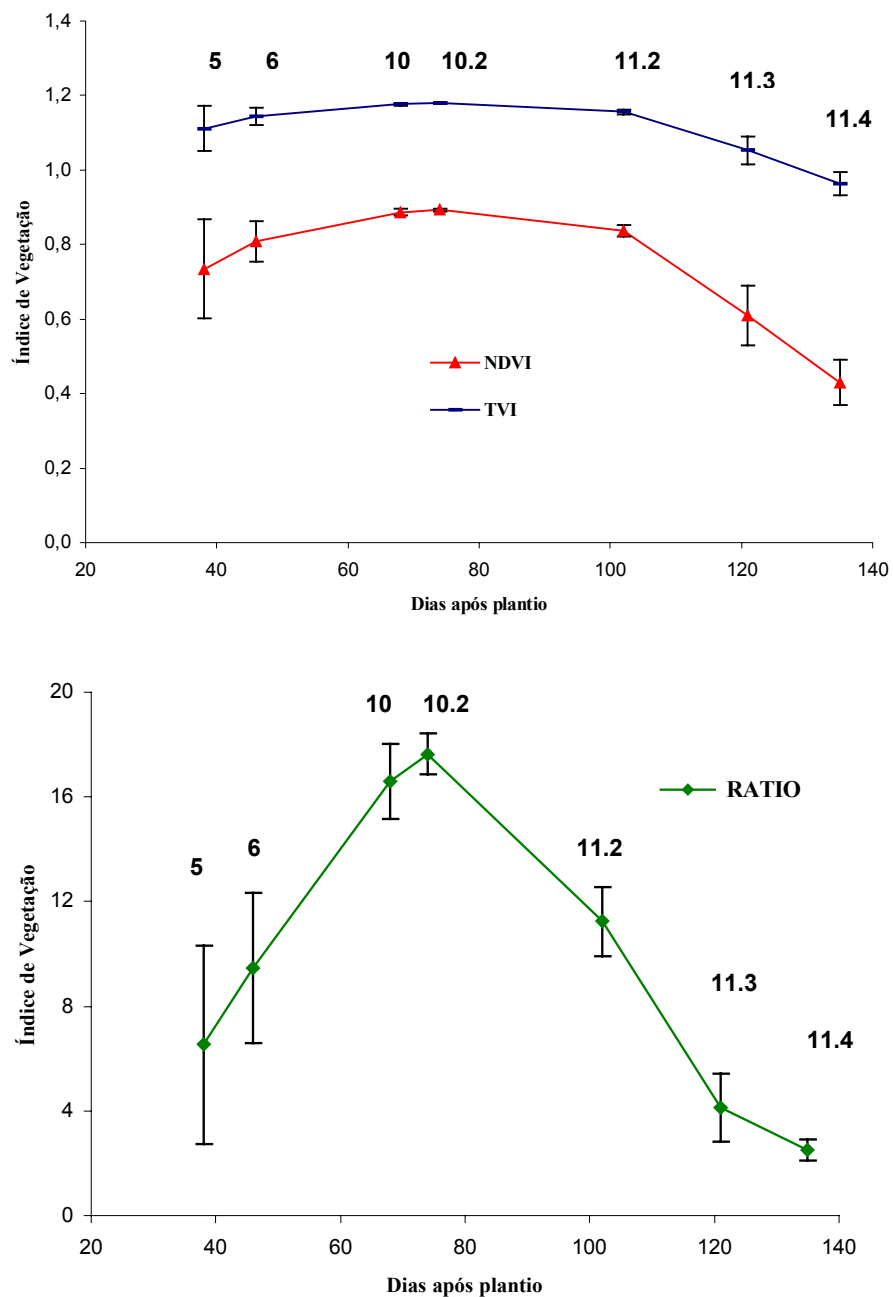 1,4
5 6 10 10.2 11.2
11.3
1,2
11.4
1,0
0,8
Índice de Vegetação
0,6
NDVI
0,4
TVI
0,2
0,0
20 40 60 80 100 120 140
Dias após plantio
20
10 10.2
16
RATIO
5 6 11.2
12
Índice de Vegetação
8
11.3
11.4
4
0
20 40 60 80 100 120 140
Dias após plantio